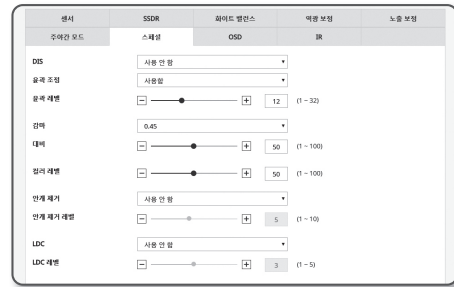 센서 SSDR 화이트 밸런스 역광 보정 노출 보정
주야간 모드 스페셜 OSD IR
DIS 사용 안 함
윤곽 조정 사용함
윤곽 레벨 12 (1 ~ 32)
감마 0.45
대비 50 (1 ~ 100)
컬러 레벨 50 (1 ~ 100)
안개 제거 사용 안 함
안개 제거 레벨 5 (1 ~ 10)
LDC 사용 안 함
LDC 레벨 3 (1 ~ 5)